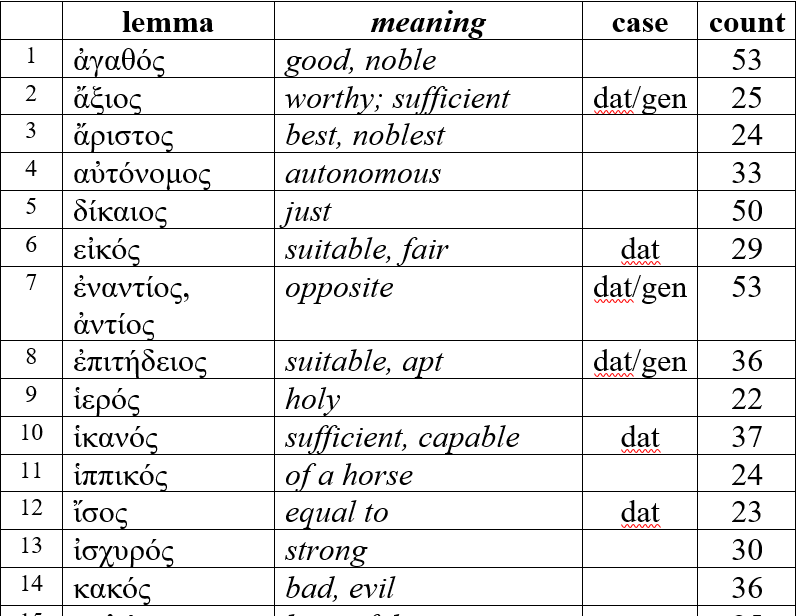 lemma meaning case count
1 ἀγαθός good, noble 53
2 ἄξιος worthy; sufficient dat/gen 25
3 ἄριστος best, noblest 24
4 αὐτόνομος autonomous 33
5 δίκαιος just 50
6 εἰκός suitable, fair dat 29
7 ἐναντίος, opposite dat/gen 53
ἀντίος
8 ἐπιτήδειος suitable, apt dat/gen 36
9 ἱερός holy 22
10 ἱκανός sufficient, capable dat 37
11 ἱππικός of a horse 24
12 ἴσος equal to dat 23
13 ἰσχυρός strong 30
14 κακός bad, evil 36